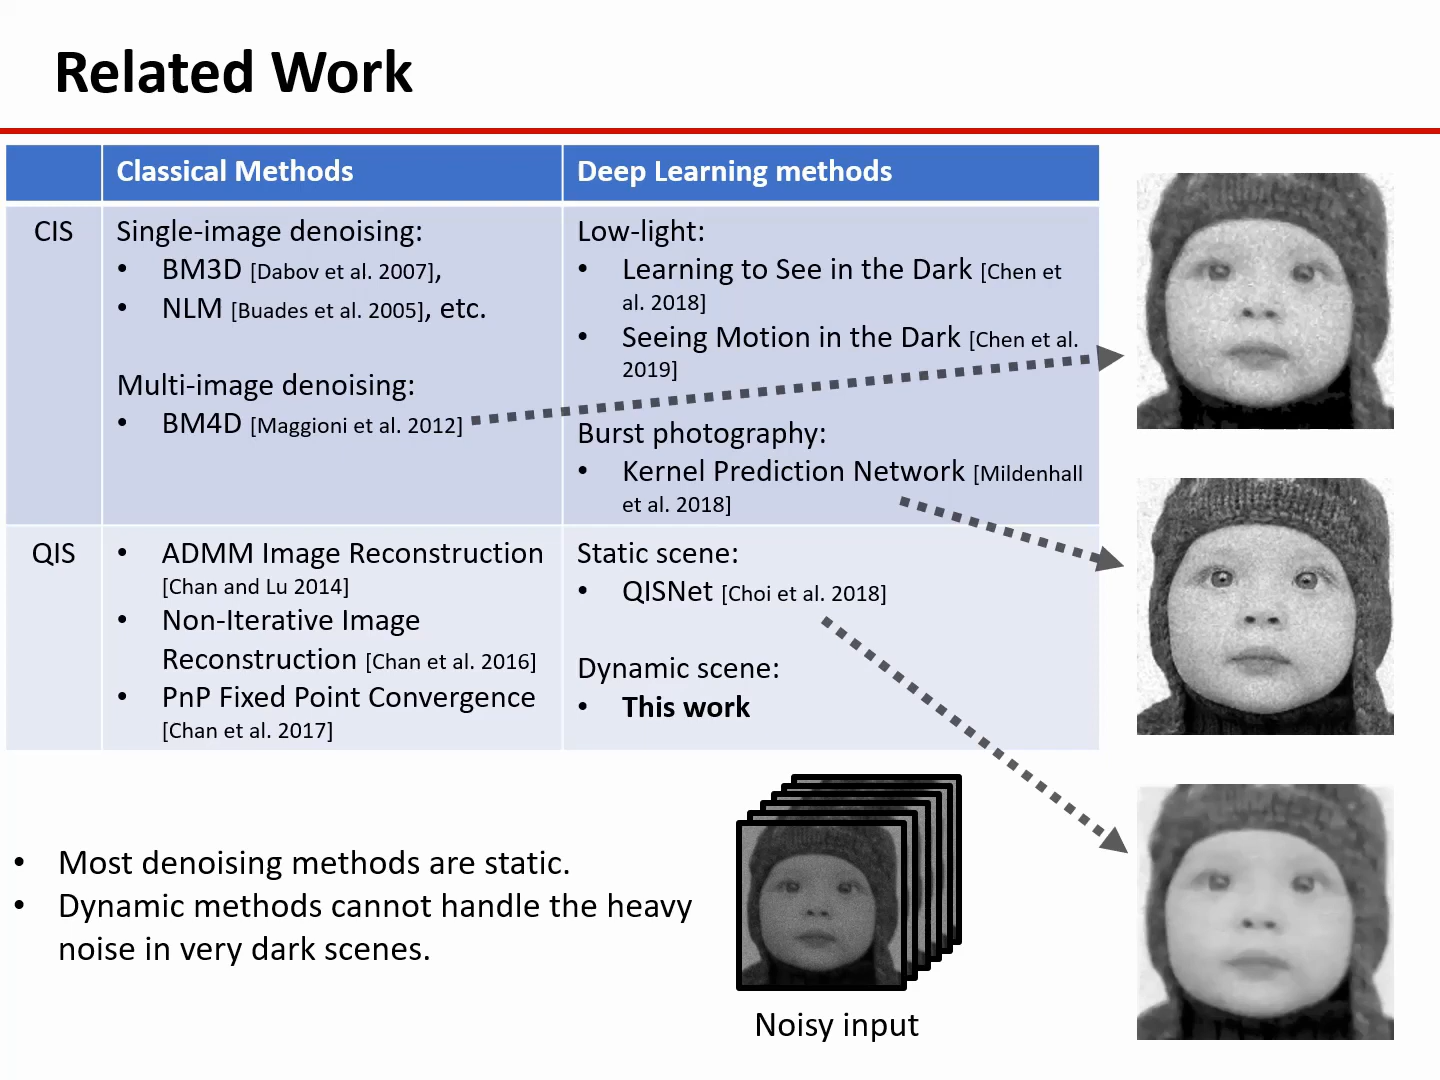 Related Work
Classical Methods
Deep Learning methods
CIS
Single-image denoising:
• BM3D [Dabov et al. 2007],
• NLM [Buades et al. 2005], etc.
Multi-image denoising:
• BM4D [Maggioni et al. 2012]
Low-light:
• Learning to See in the Dark [Chen et
al. 2018]
• Seeing Motion in the Dark [Chen et al.
2019]
Burst photography:
• Kernel Prediction Network [Mildenhall
et al. 2018]
QIS
• ADMM Image Reconstruction
[Chan and Lu 2014]
• Non-Iterative Image
Reconstruction [Chan et al. 2016]
• PnP Fixed Point Convergence
[Chan et al. 2017]
Static scene:
• QISNet [Choi et al. 2018]
Dynamic scene:
• This work
• Most denoising methods are static.
• Dynamic methods cannot handle the heavy
noise in very dark scenes.
Noisy input